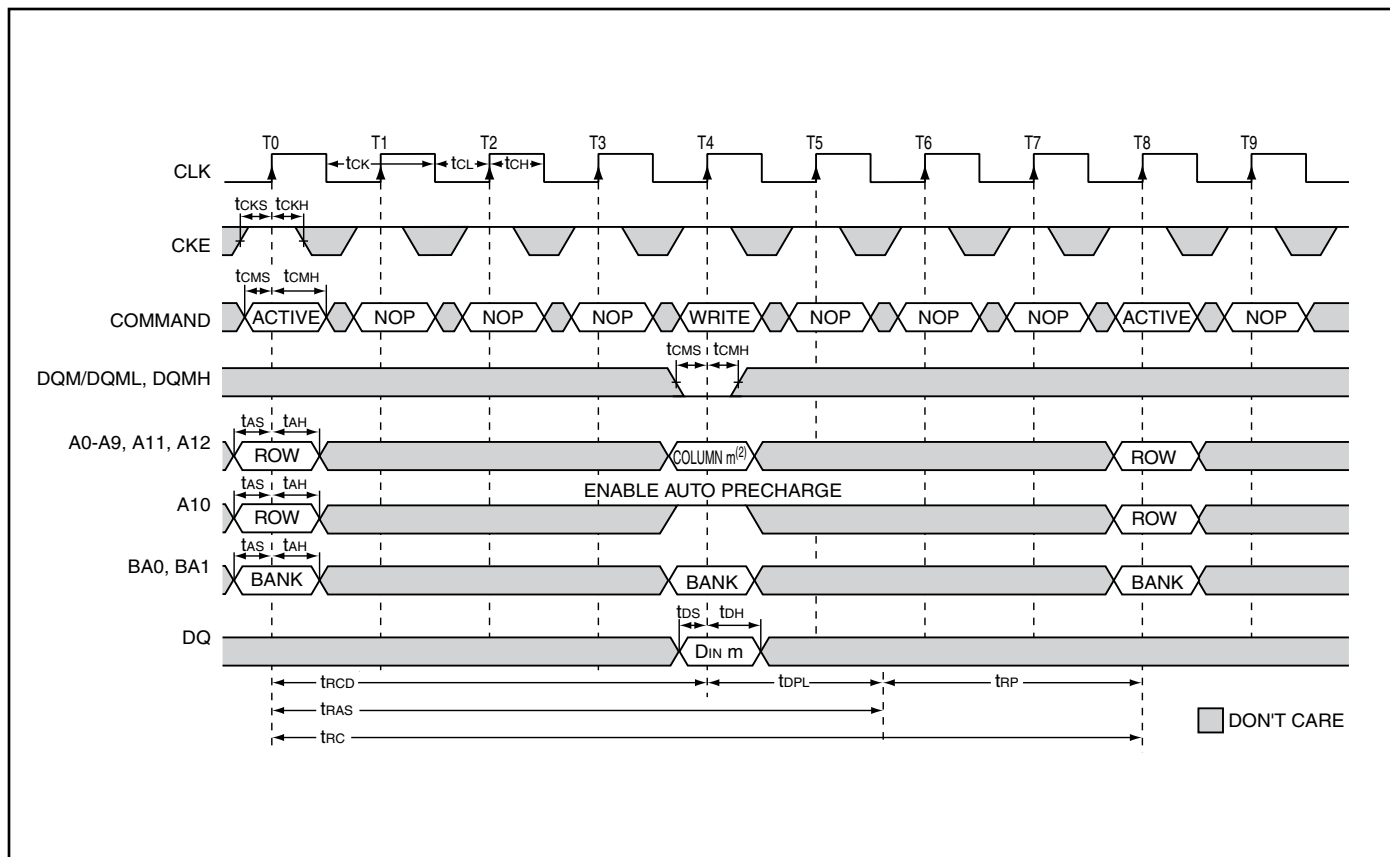 T0 T1 T2 T3 T4 T5 T6 T7 T8 T9
tCK tCL tCH
CLK
tCKS tCKH
CKE
tCMS tCMH
COMMAND ACTIVE NOP NOP NOP WRITE NOP NOP NOP ACTIVE NOP
tCMS tCMH
DQM/DQML, DQMH
tAS tAH
A0-A9, A11, A12 ROW COLUMN m(2) ROW
tAS tAH ENABLE AUTO PRECHARGE
A10 ROW ROW
tAS tAH
BA0, BA1 BANK BANK BANK
tDS tDH
DQ DIN m
tRCD tDPL tRP
tRAS
DON'T CARE
tRC